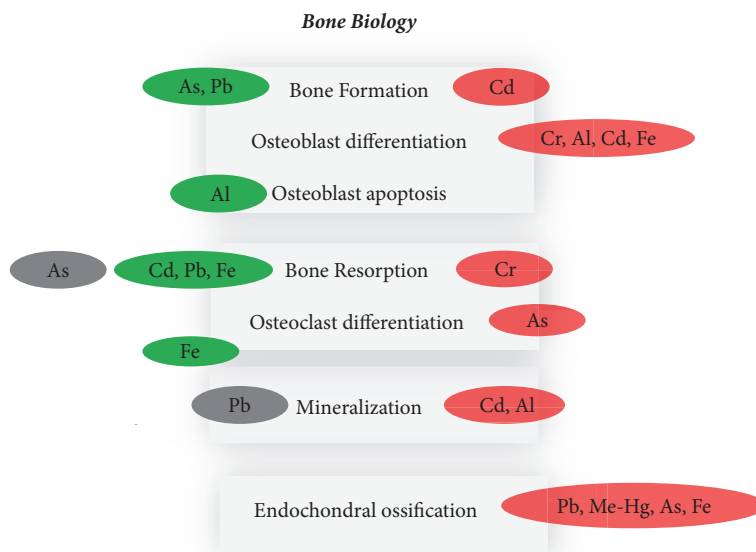 Bone Biology
As, Pb Bone Formation Cd
Osteoblast differentiation Cr, Al, Cd, Fe
Al Osteoblast apoptosis
As Cd, Pb, Fe Bone Resorption Cr
Osteoclast differentiation As
Fe
Pb Mineralization Cd, Al
Endochondral ossification Pb, Me-Hg, As, Fe